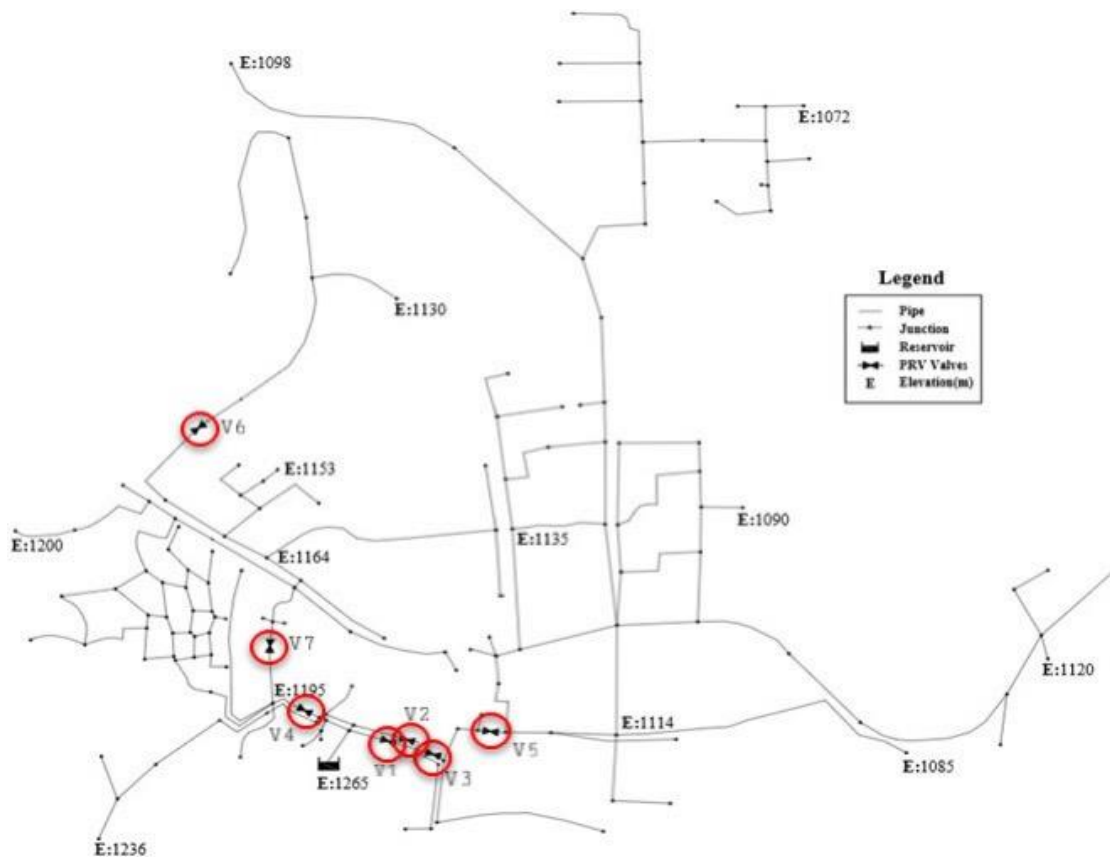 E:1098
E:1072
Legend
Pipe
Junction
Reservoir
PRV Valves
E Elevation(m)
E:1130
V6
E:1153
E:1090
E:1200
E:1135
E:1164
V7
E:1120
E:1195
V2
V4
E:1114
V5
V1
V3
E:1085
E:1265
E:1236